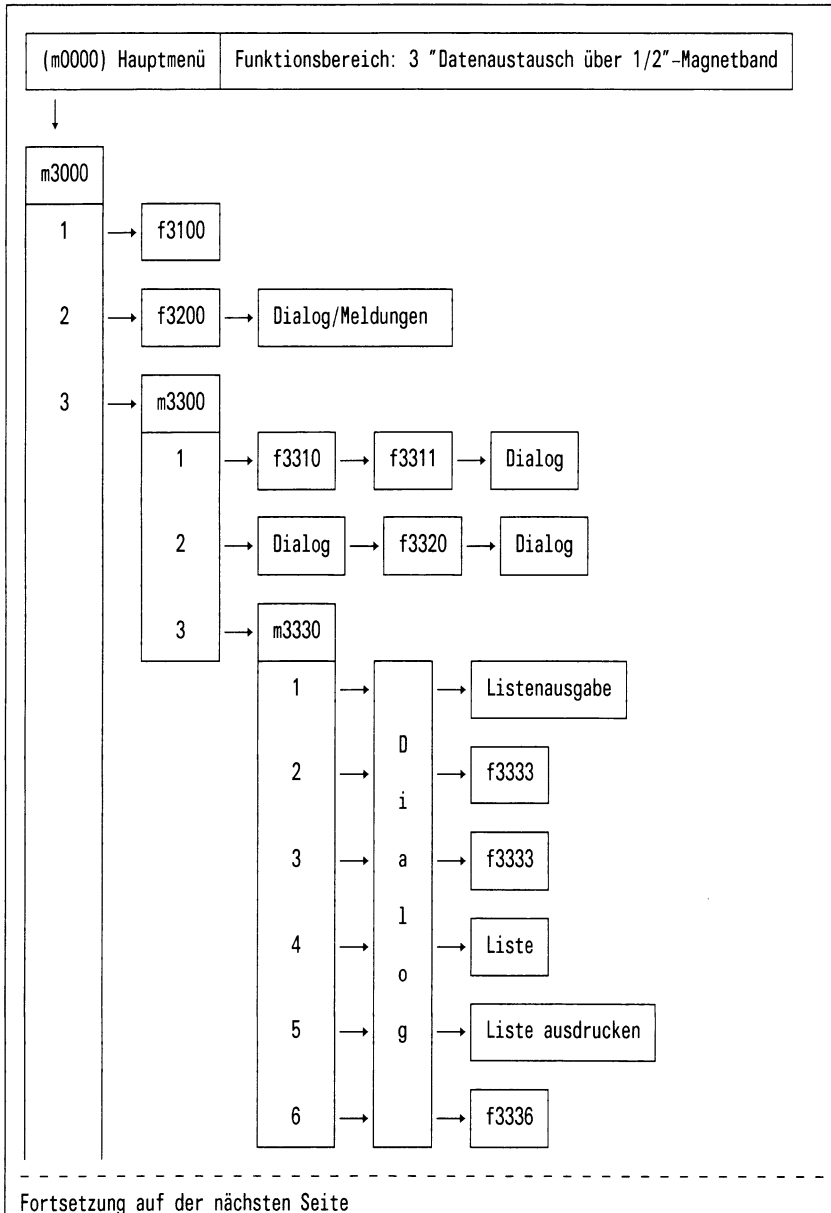 (m0000) Hauptmenü Funktionsbereich: 3 "Datenaustausch über 1/2"-Magnetband
m3000
1 f3100
2 f3200 Dialog/Meldungen
3 m3300
1 f3310 f3311 Dialog
2 Dialog f3320 Dialog
3 m3330
1 Listenausgabe
Dialog
2 f3333
3 f3333
4 Liste
5 Liste ausdrucken
6 f3336
Fortsetzung auf der nächsten Seite